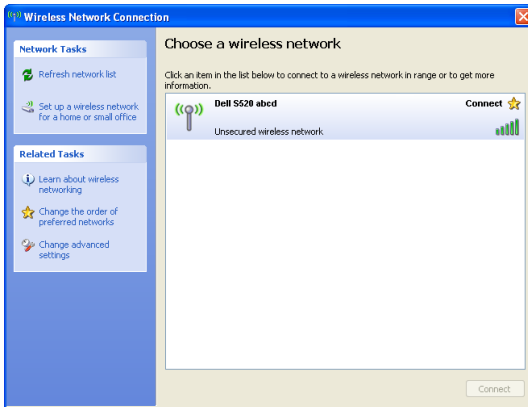 Wireless Network Connection
Network Tasks
Refresh network list
Set up a wireless network
for a home or small office
Related Tasks
Learn about wireless
networking
Change the order of
preferred networks
Change advanced
settings
Choose a wireless network
Click an item in the list below to connect to a wireless network in range or to get more
information.
Dell S520 abcd
Connect
Unsecured wireless network
Connect